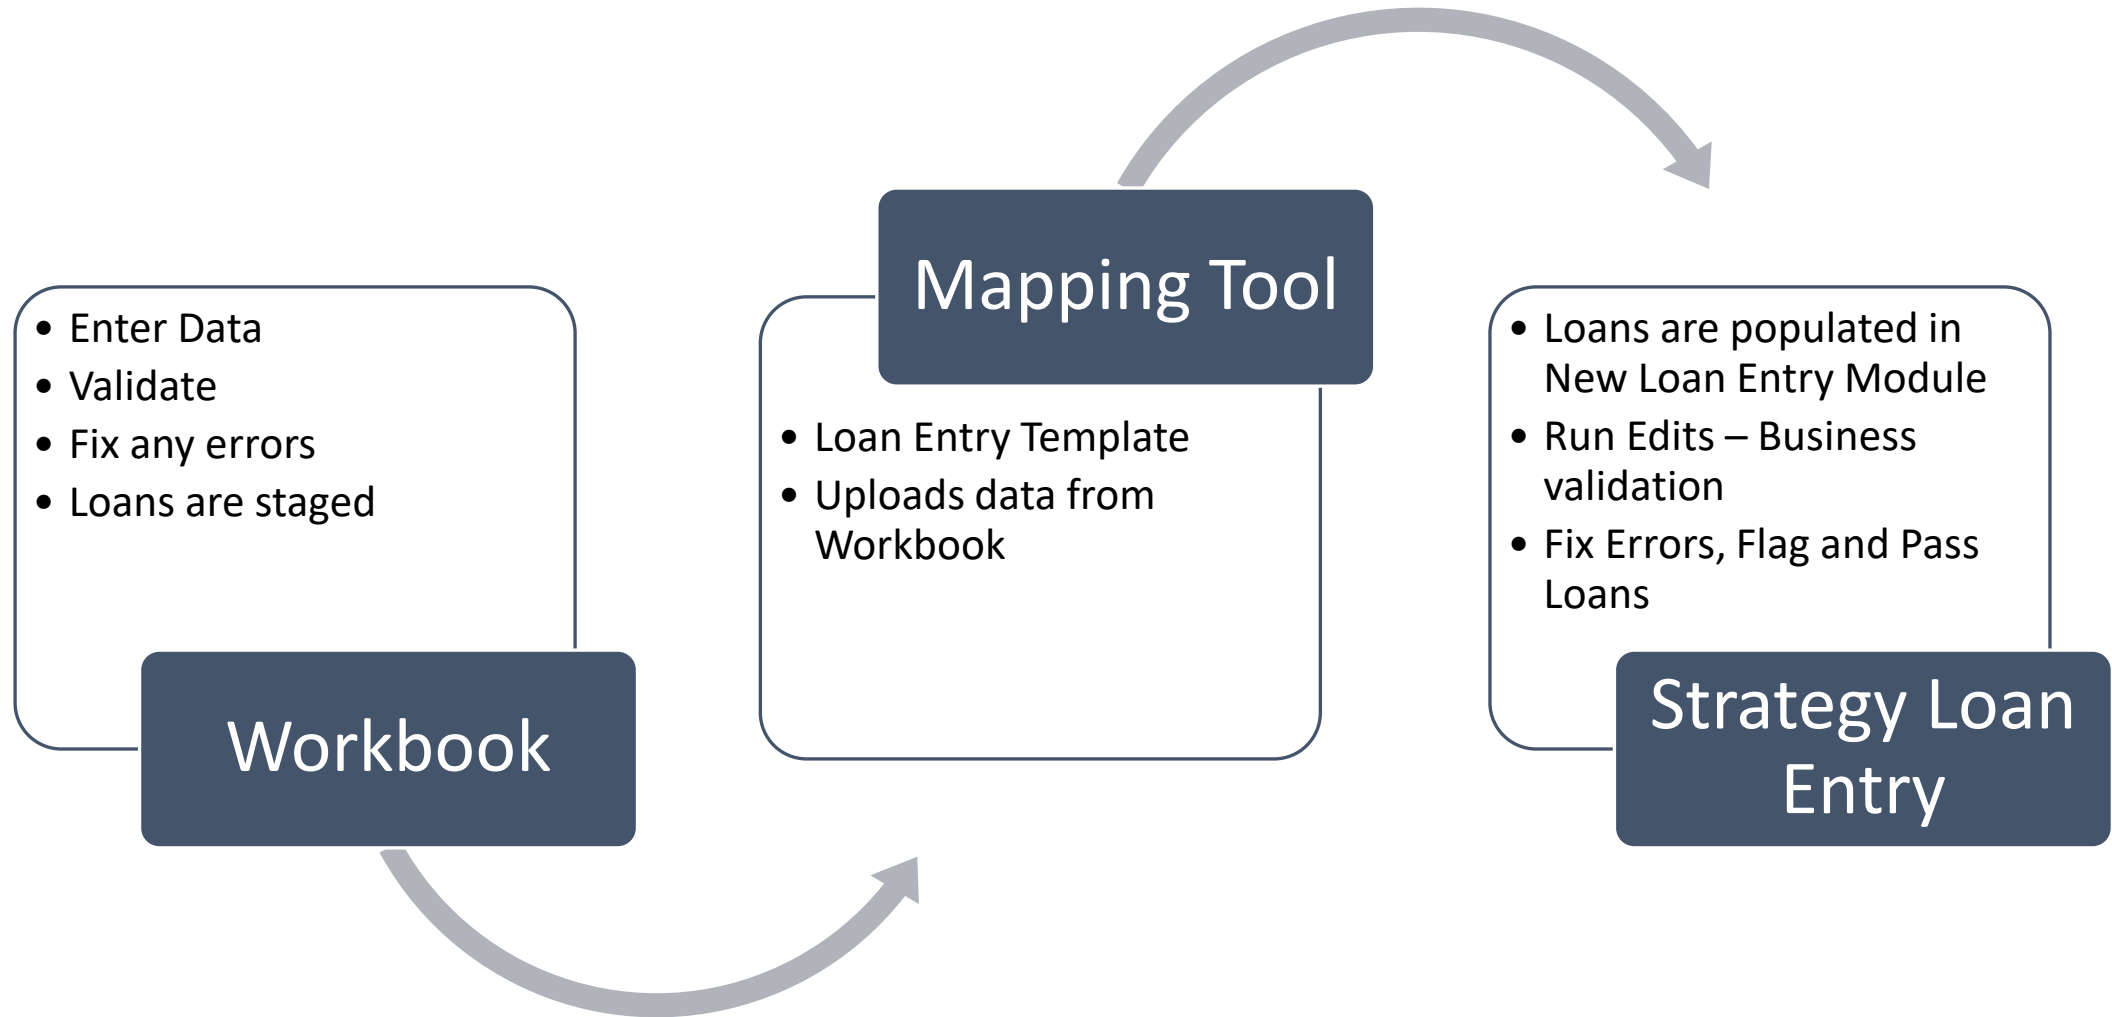 • Enter Data
• Validate
• Fix any errors
• Loans are staged
Workbook
Mapping Tool
• Loan Entry Template
• Uploads data from
Workbook
• Loans are populated in
New Loan Entry Module
• Run Edits – Business
validation
• Fix Errors, Flag and Pass
Loans
Strategy Loan
Entry